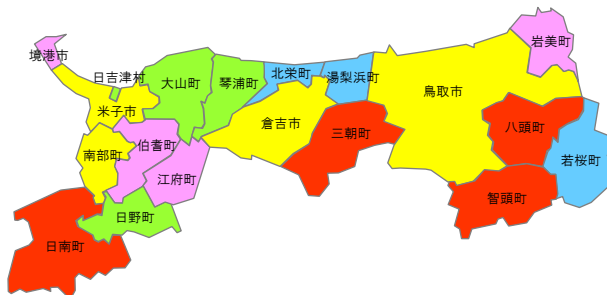 岩美町
境港市
日吉津村
大山町
琴浦町
北栄町
湯梨浜町
鳥取市
米子市
倉吉市
三朝町
八頭町
南部町
伯耆町
若桜町
江府町
智頭町
日野町
日南町